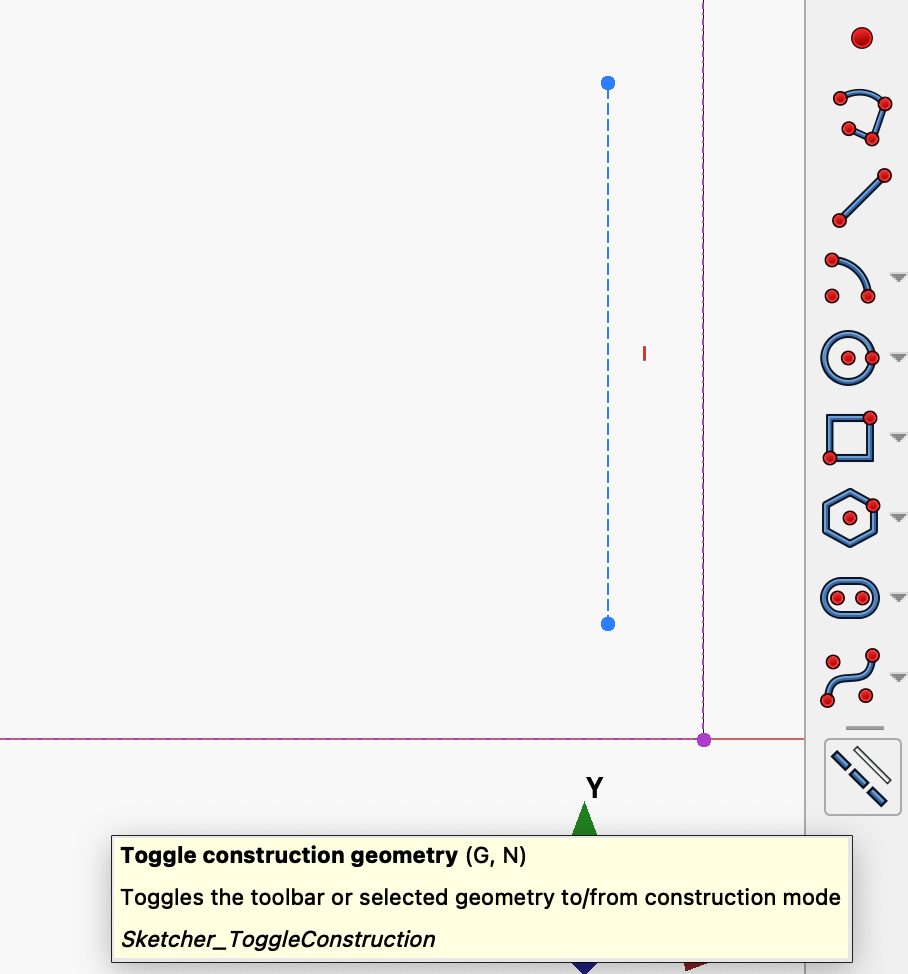 Y
Toggle construction geometry (G, N)
Toggles the toolbar or selected geometry to/from construction mode
Sketcher_ToggleConstruction